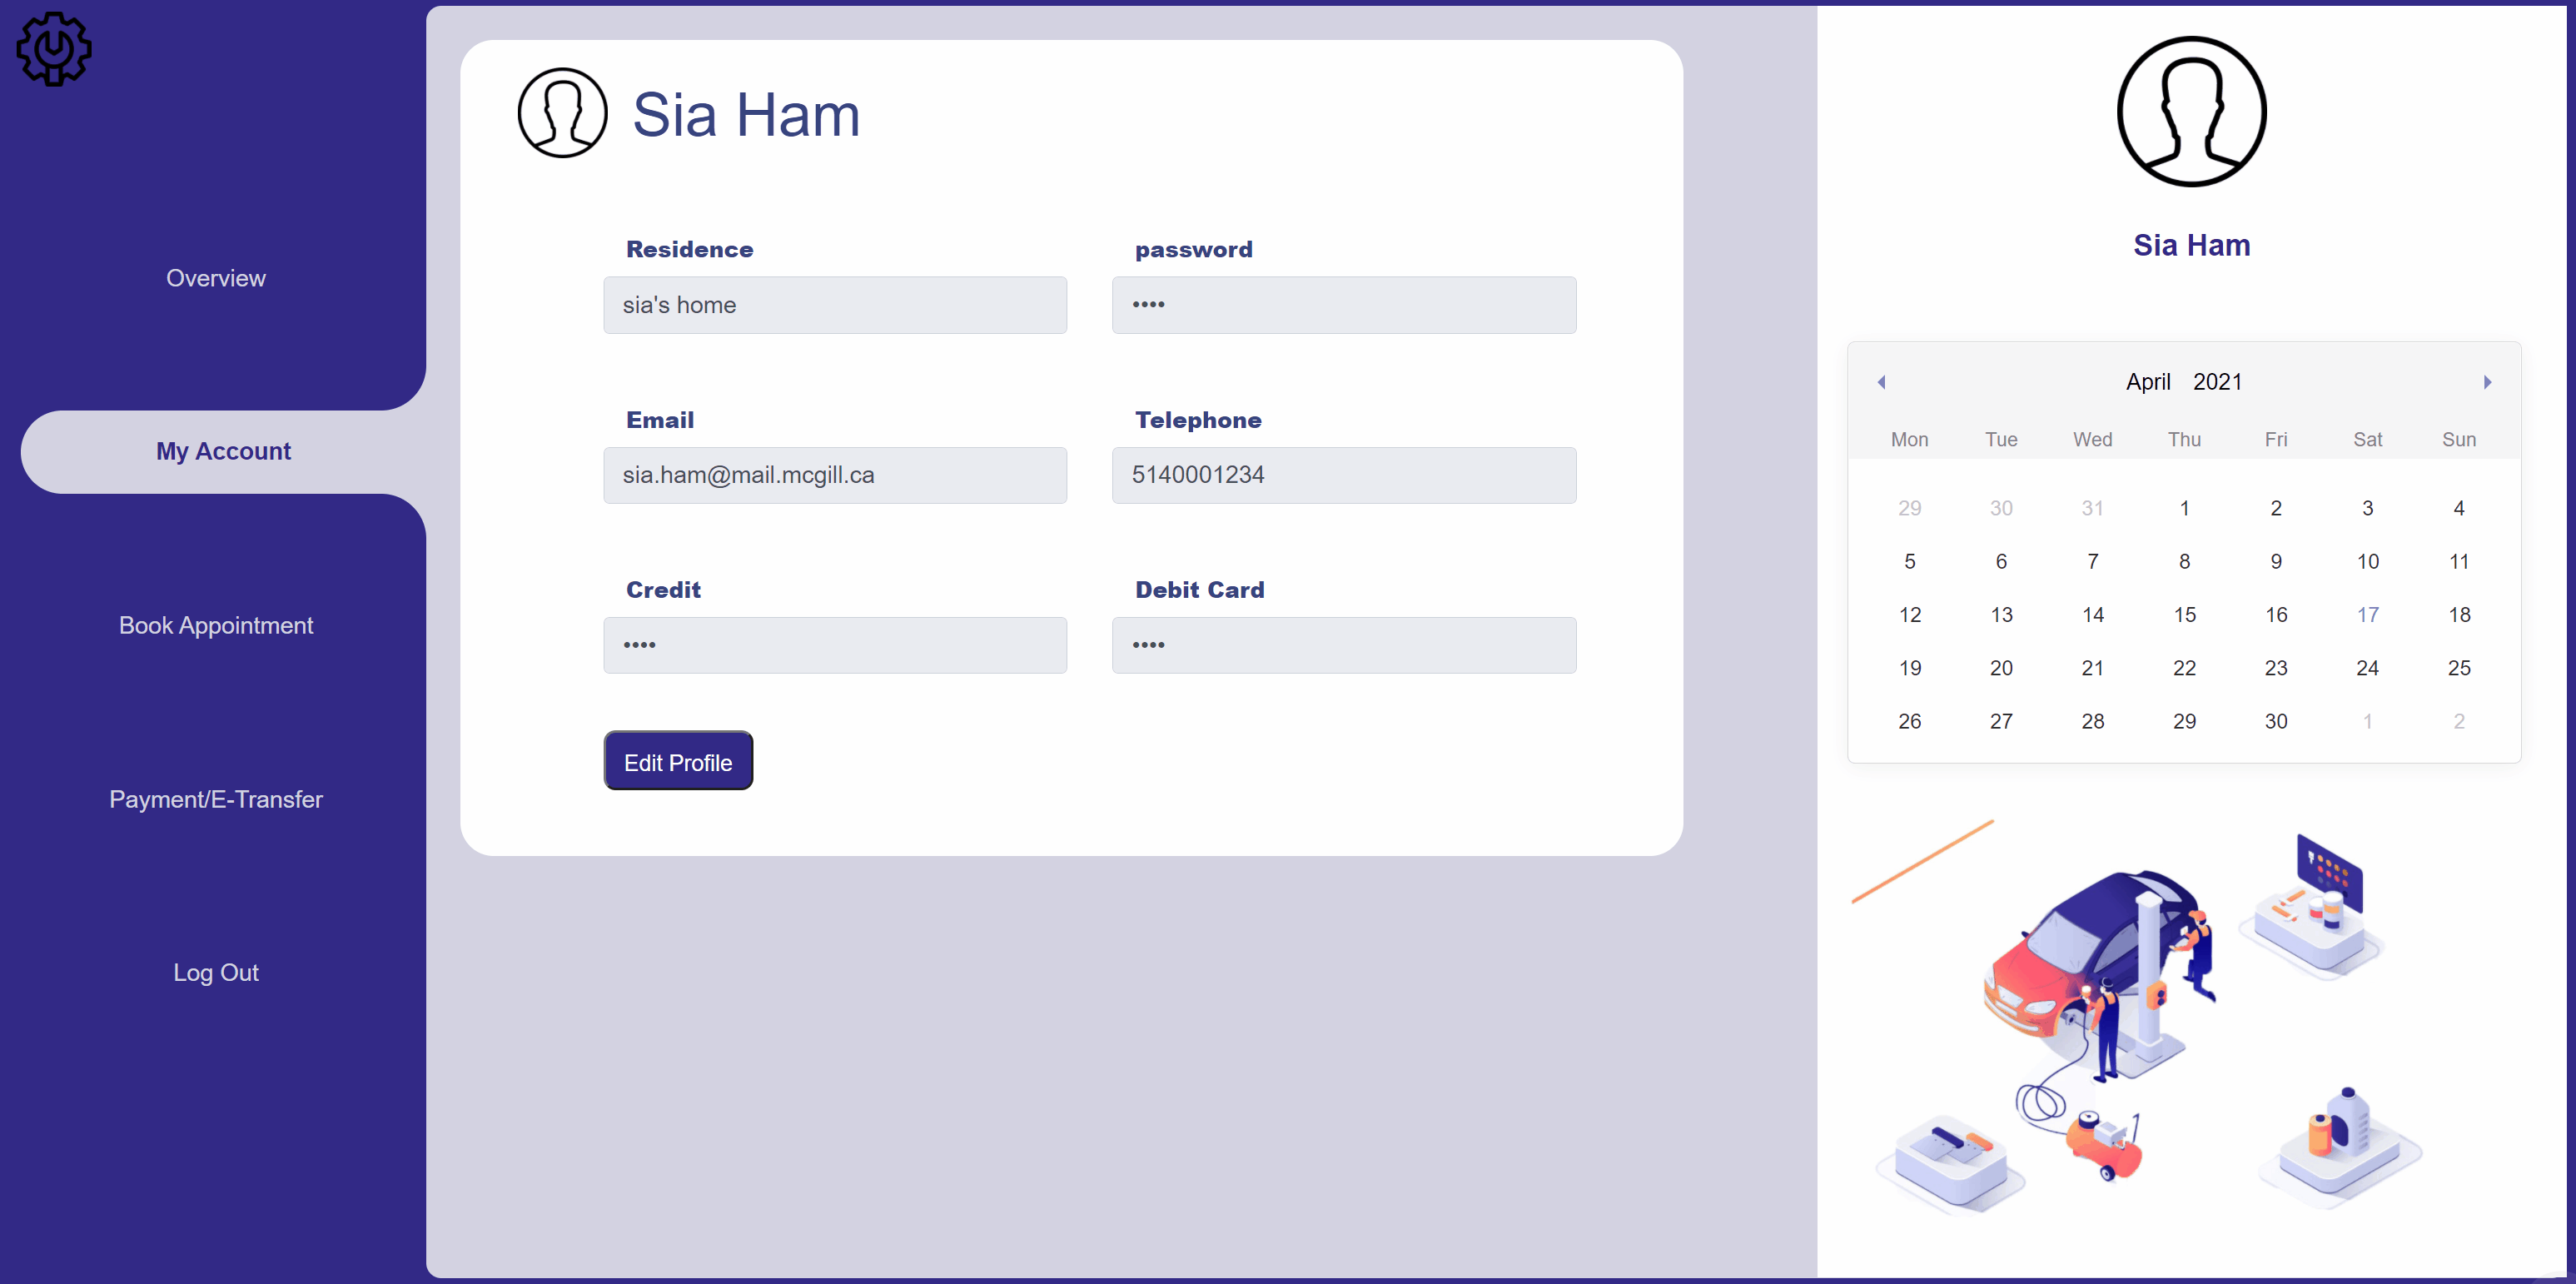 Overview
My Account
Book Appointment
Payment/E-Transfer
Log Out
Sia Ham
Residence password
sia's home ••••
Email Telephone
sia.ham@mail.mcgill.ca 5140001234
Credit Debit Card
•••• ••••
Edit Profile
Sia Ham
April 2021
Mon Tue Wed Thu Fri Sat Sun
29 30 31 1 2 3 4
5 6 7 8 9 10 11
12 13 14 15 16 17 18
19 20 21 22 23 24 25
26 27 28 29 30 1 2